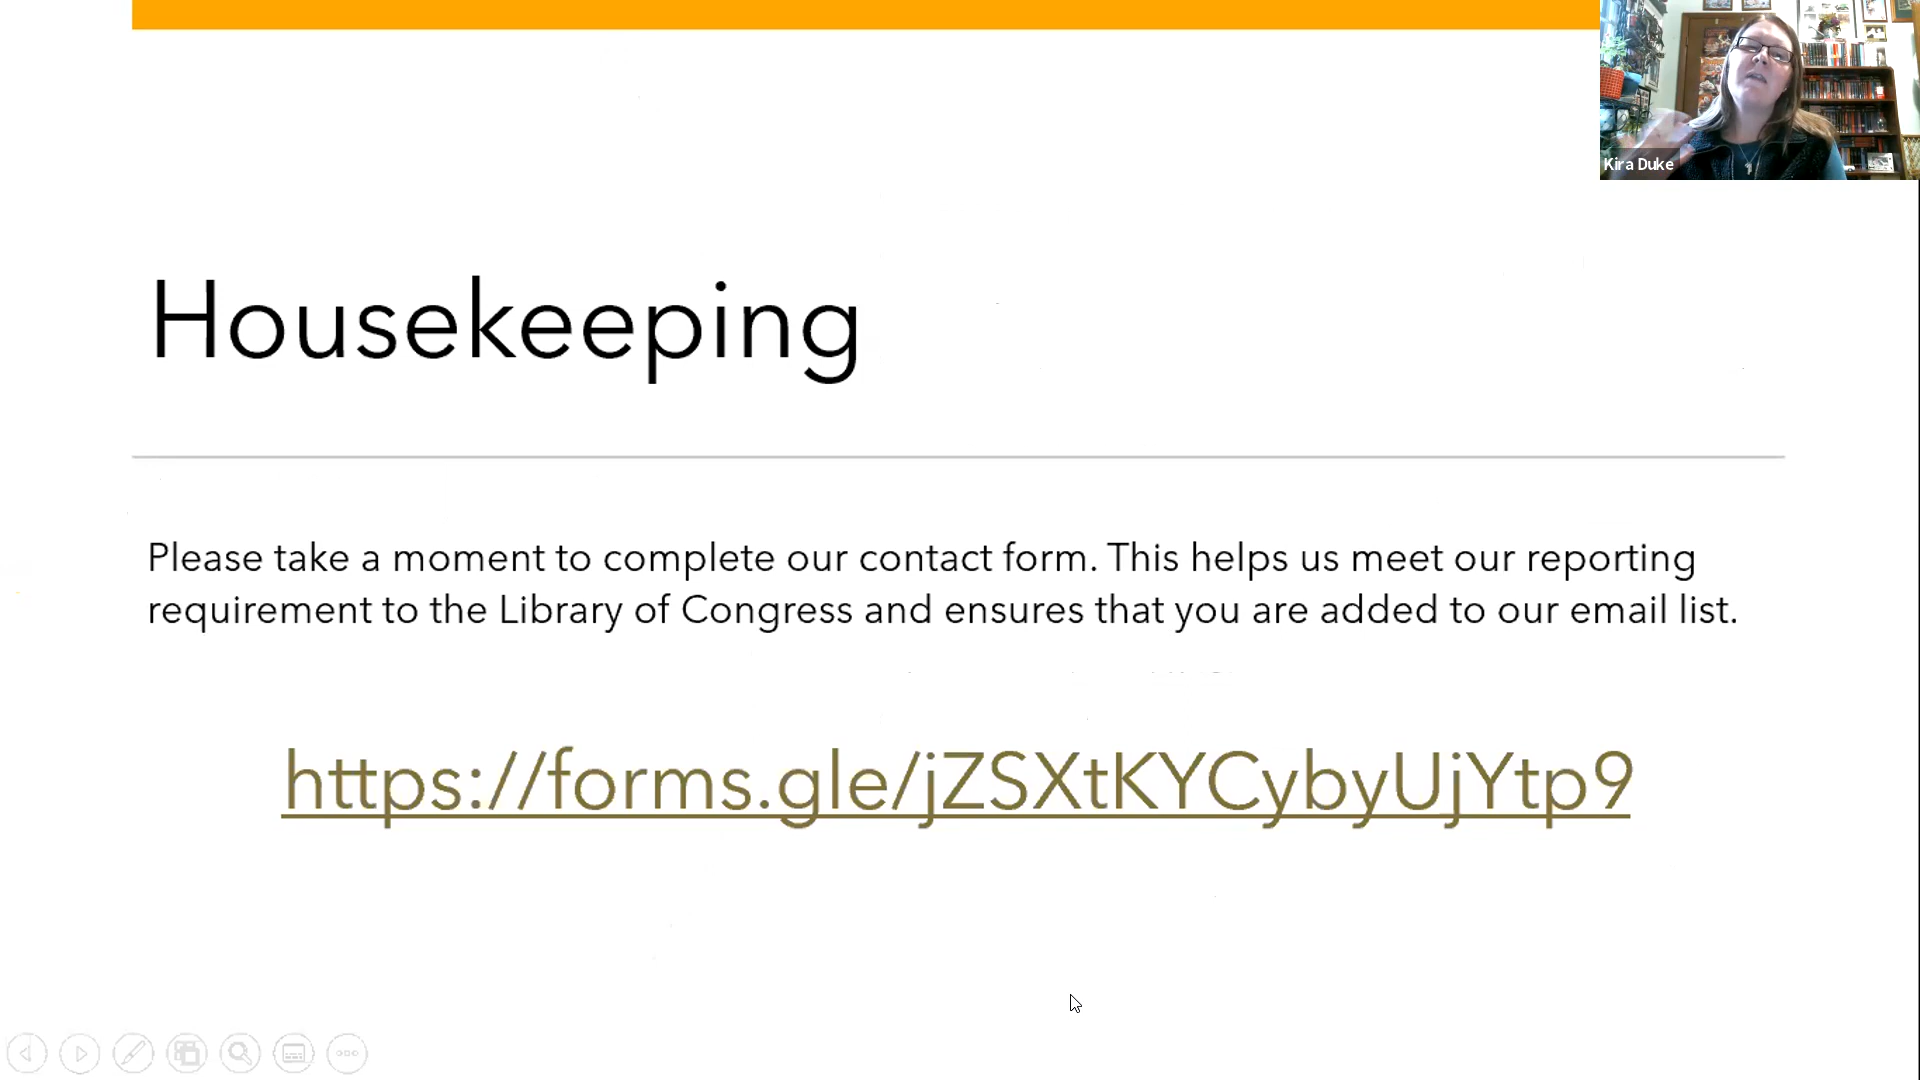 Kira Duke
Housekeeping
Please take a moment to complete our contact form. This helps us meet our reporting
requirement to the Library of Congress and ensures that you are added to our email list.
https://forms.gle/jZSXtKYCybyUjYtp9